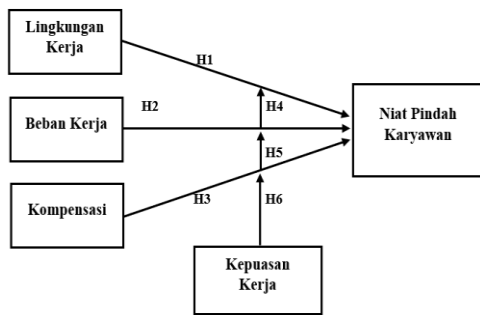 Lingkungan
Kerja
H1
H2
H4
Beban Kerja
Niat Pindah
Karyawan
H5
Kompensasi
H3
H6
Kepuasan
Kerja